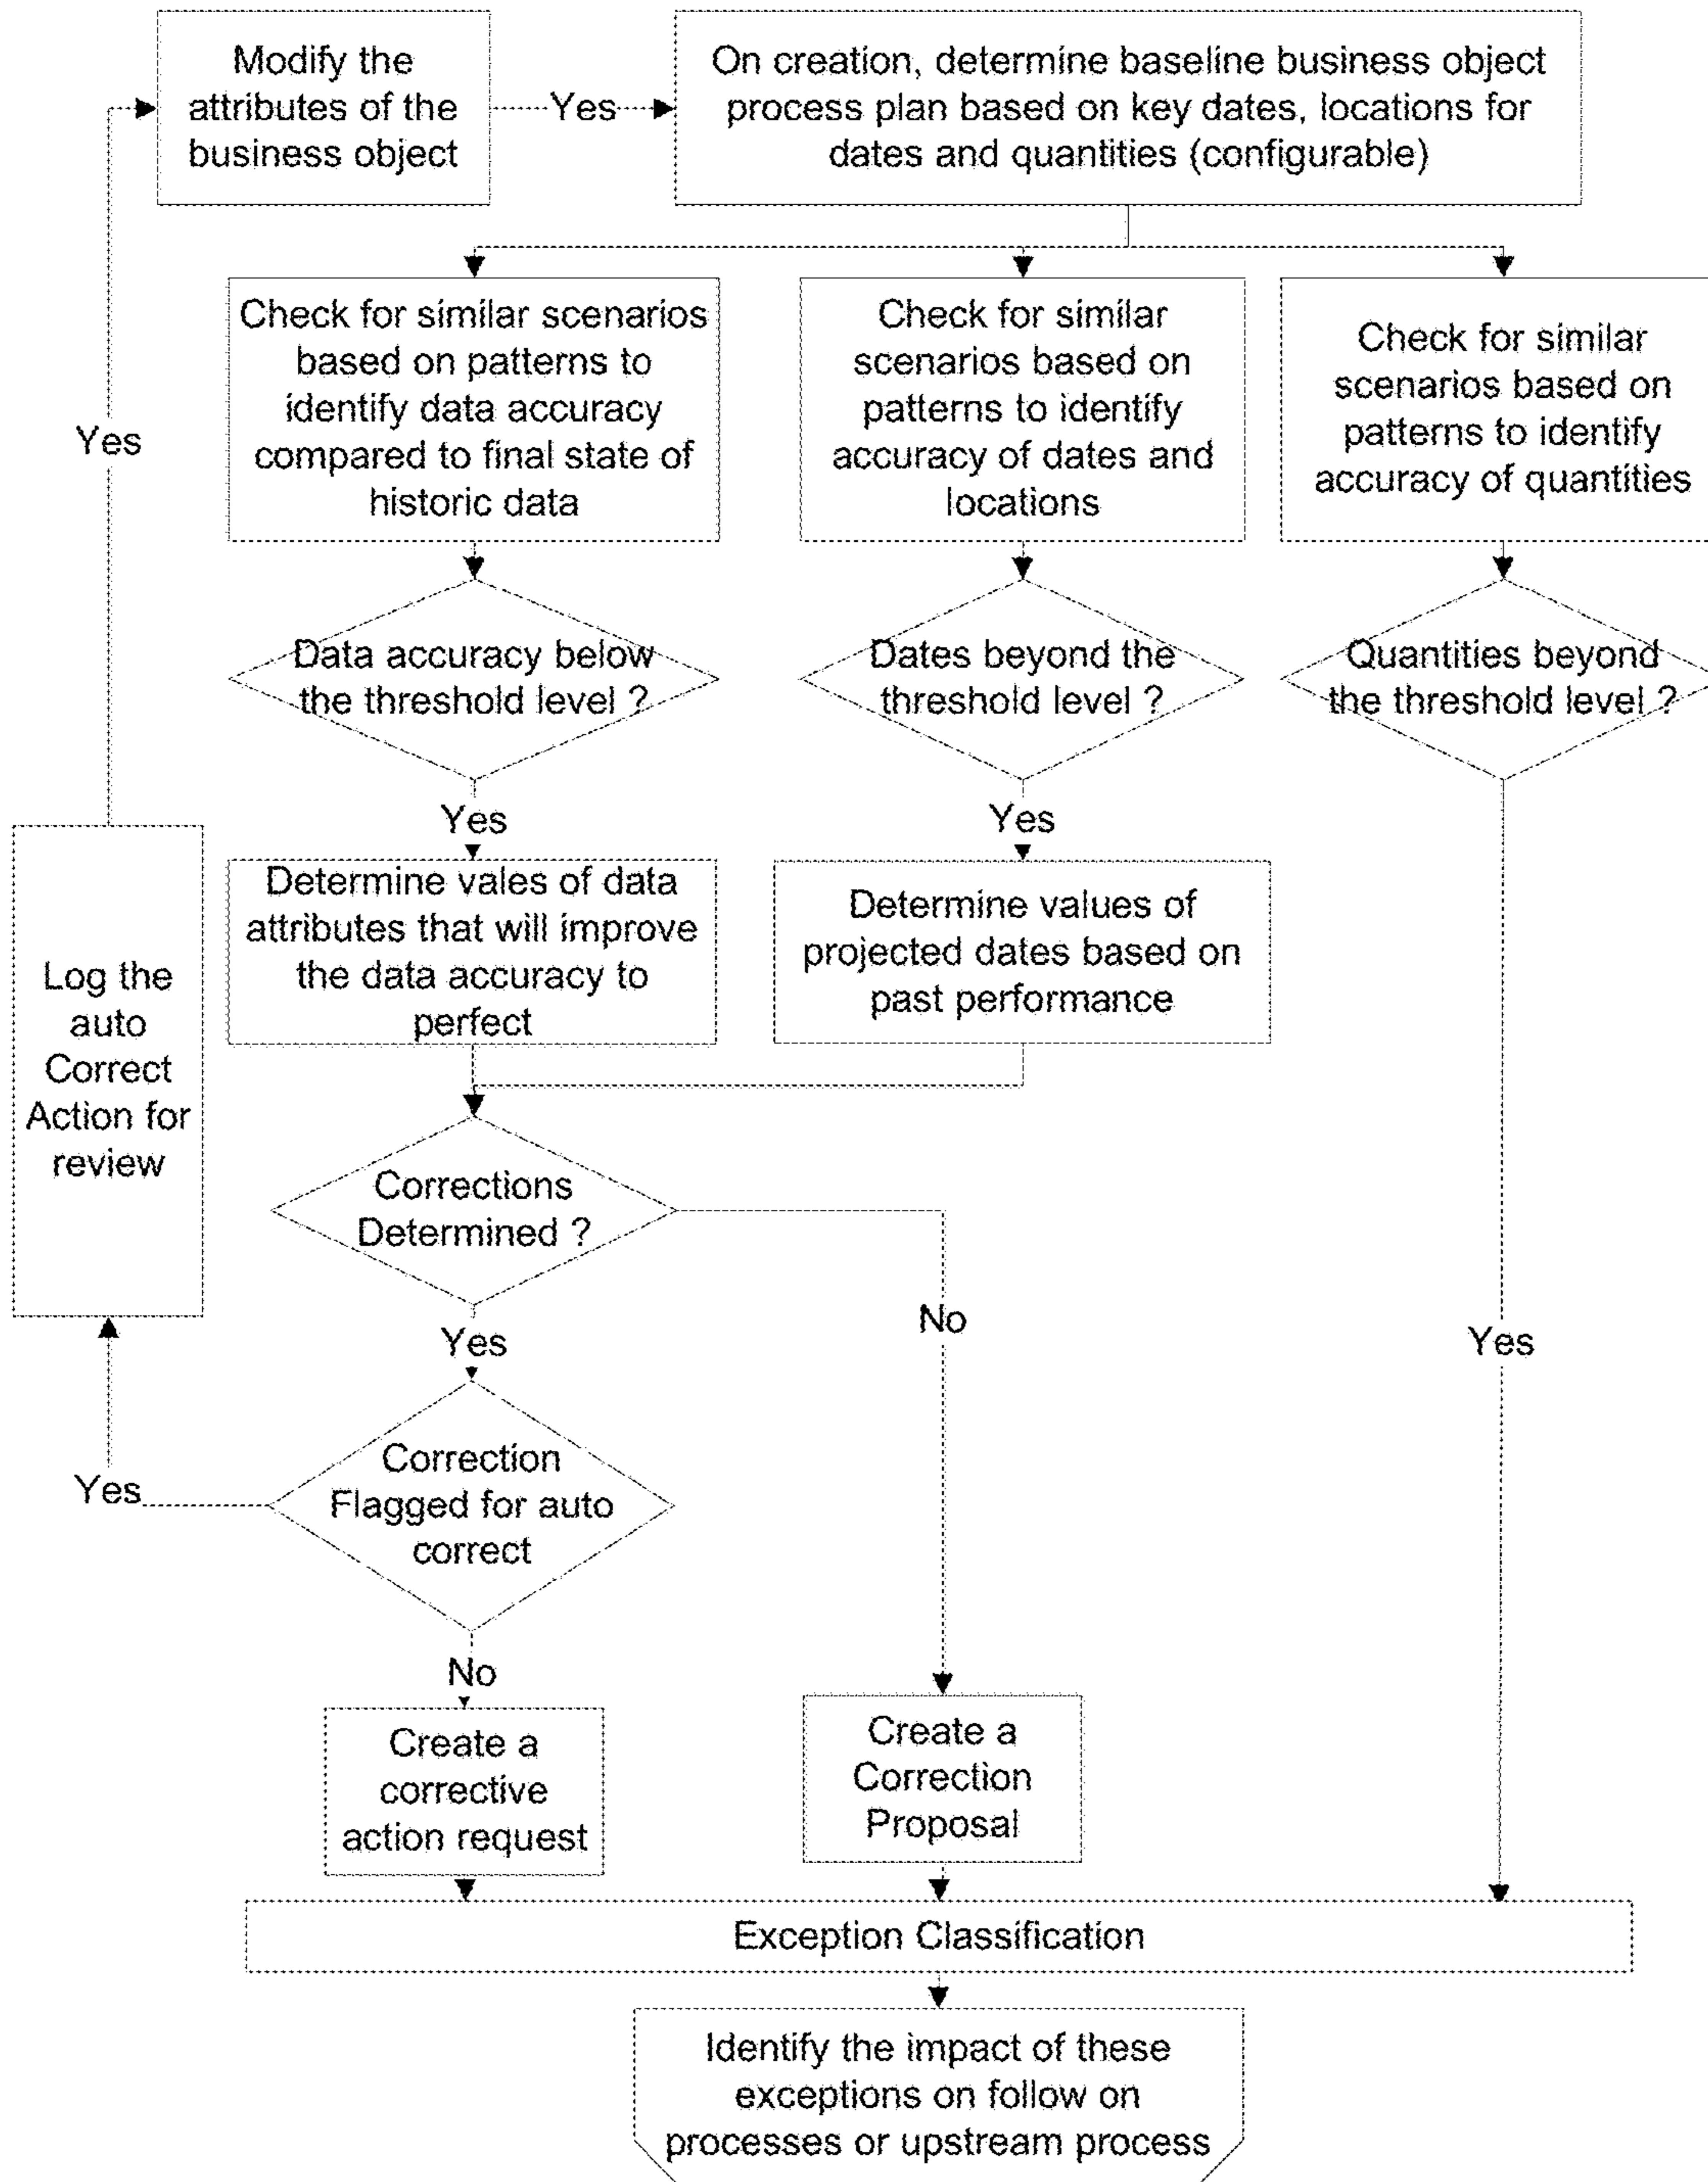 Modify the
attributes of the
business object
Yes
On creation, determine baseline business object
process plan based on key dates, locations for
dates and quantities (configurable)
Check for similar scenarios
based on patterns to
identify data accuracy
compared to final state of
historic data
Check for similar
scenarios based on
patterns to identify
accuracy of dates and
locations
Check for similar
scenarios based on
patterns to identify
accuracy of quantities
Yes
Data accuracy below
the threshold level ?
Dates beyond the
threshold level ?
Quantities beyond
the threshold level ?
Yes
Yes
Determine vales of data
attributes that will improve
the data accuracy to
perfect
Determine values of
projected dates based on
past performance
Log the
auto
Correct
Action for
review
Corrections
Determined ?
Yes
No
Yes
Correction
Flagged for auto
correct
Yes
No
Create a
corrective
action request
Create a
Correction
Proposal
Exception Classification
Identify the impact of these
exceptions on follow on
processes or upstream process